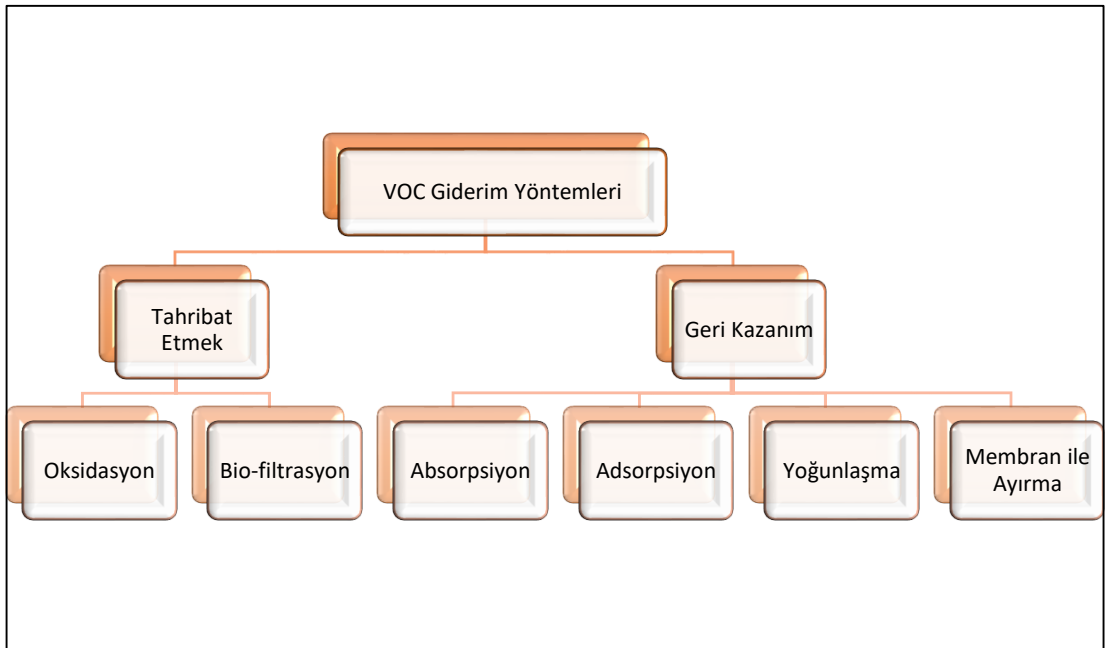 VOC Giderim Yöntemleri
Tahribat
Etmek
Geri Kazanım
Oksidasyon
Bio-filtrasyon
Absorpsiyon
Adsorpsiyon
Yoğunlaşma
Membran ile
Ayırma